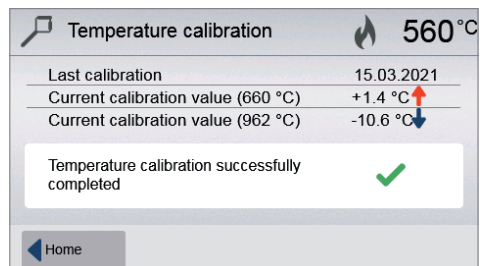 Temperature calibration 560 °C
Last calibration 15.03.2021
Current calibration value (660 °C) +1.4 °C
Current calibration value (962 °C) -10.6 °C
Temperature calibration successfully
completed
Home